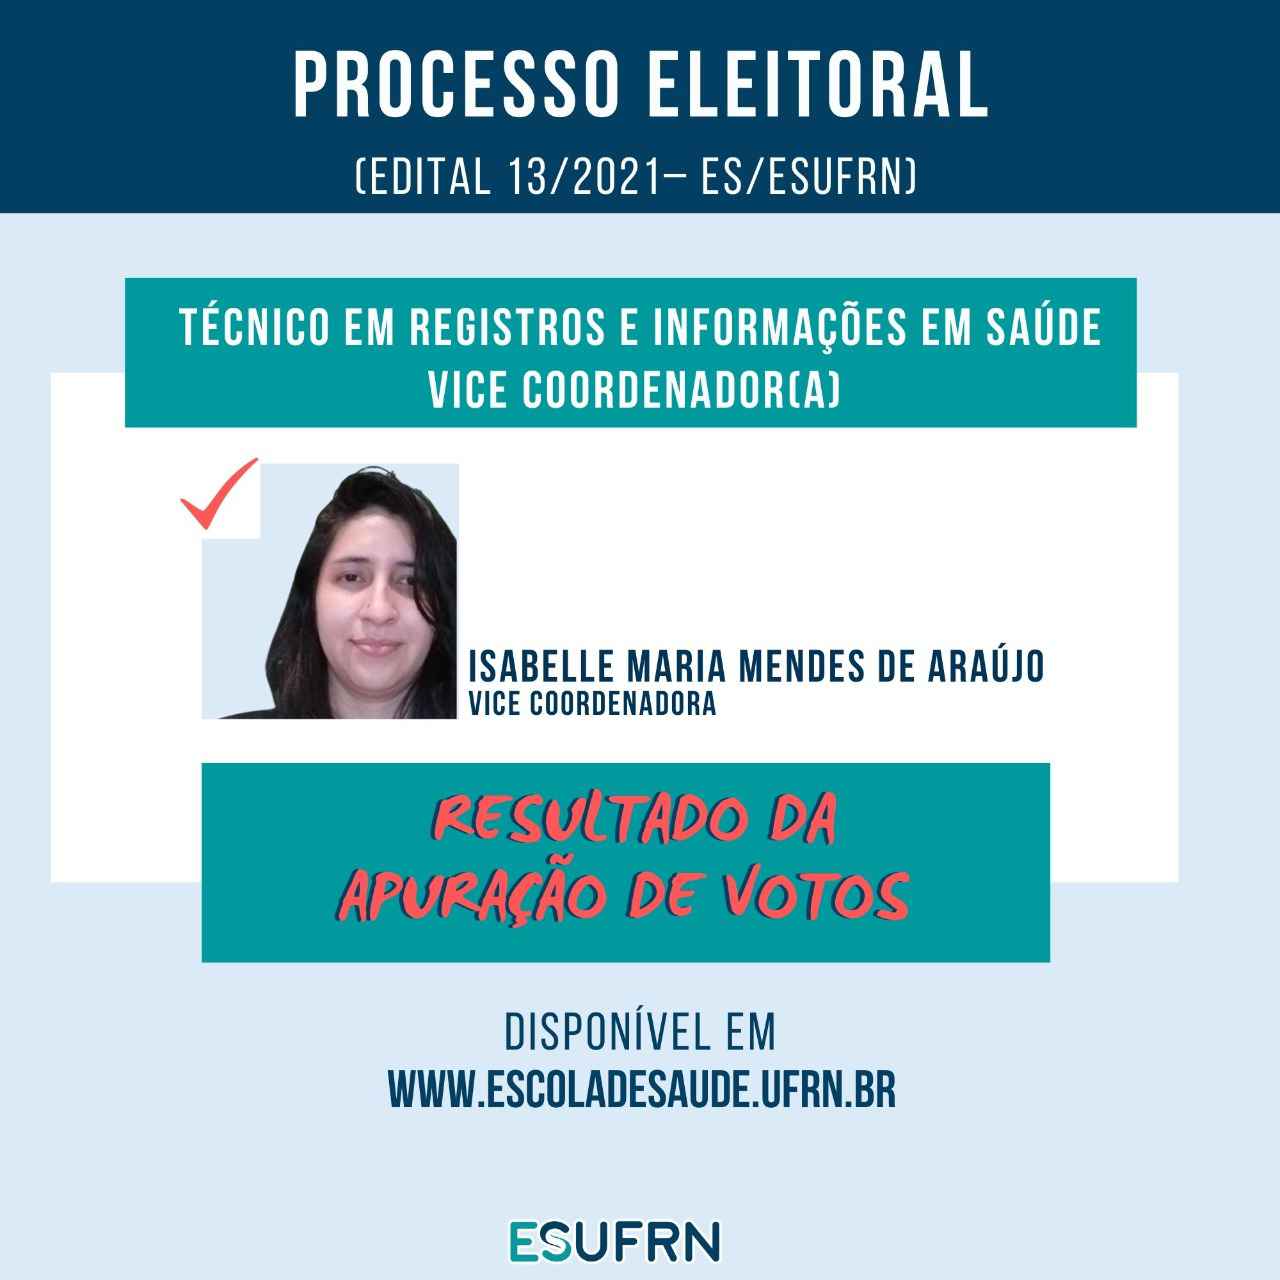 PROCESSO ELEITORAL
(EDITAL 13/2021– ES/ESUFRN)
TÉCNICO EM REGISTROS E INFORMAÇÕES EM SAÚDE
VICE COORDENADOR(A)
ISABELLE MARIA MENDES DE ARAÚJO
VICE COORDENADORA
RESULTADO DA
APURAÇÃO DE VOTOS
DISPONÍVEL EM
WWW.ESCOLADESAUDE.UFRN.BR
ESUFRN